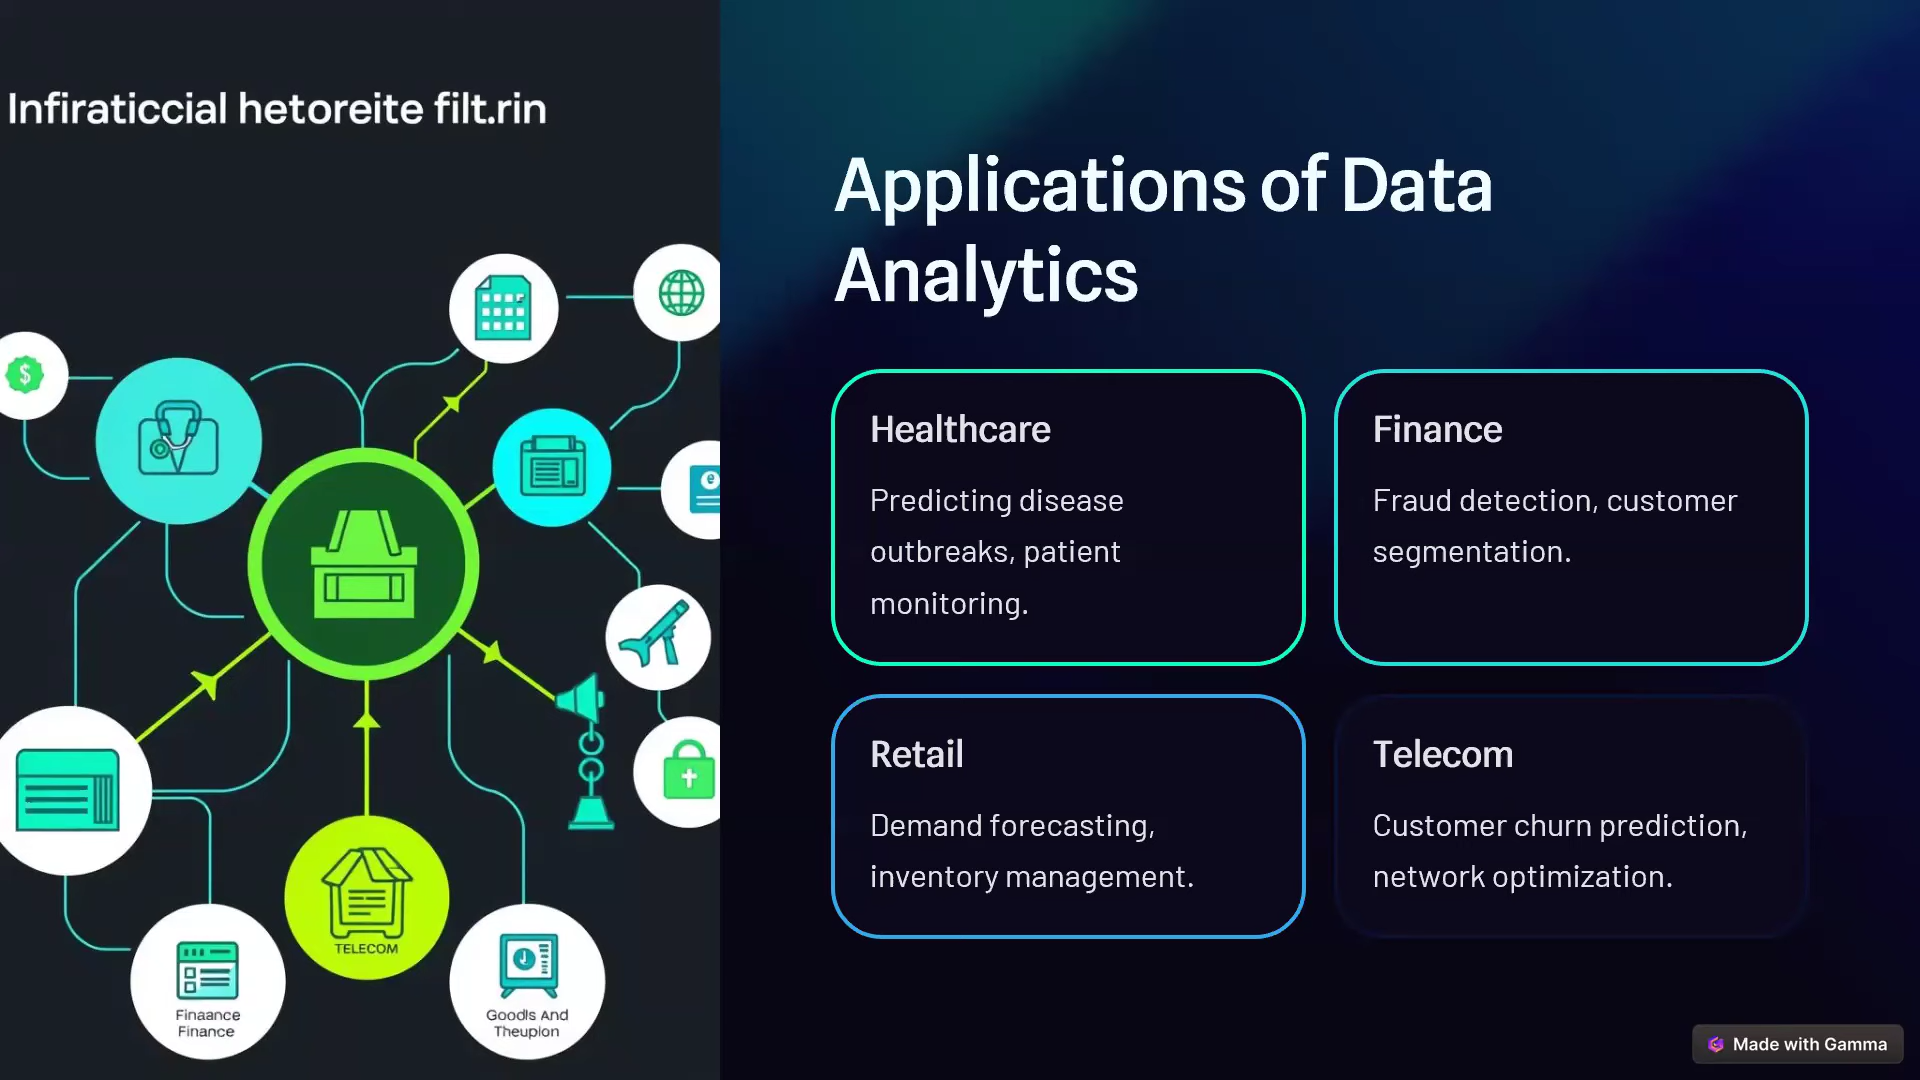 Infiraticcial hetoreite filt.rin
$
e
TELECOM
Finaance
Finance
Goodls And
Theuplon
Applications of Data
Analytics
Healthcare
Predicting disease
outbreaks, patient
monitoring.
Finance
Fraud detection, customer
segmentation.
Retail
Demand forecasting,
inventory management.
Telecom
Customer churn prediction,
network optimization.
Made with Gamma